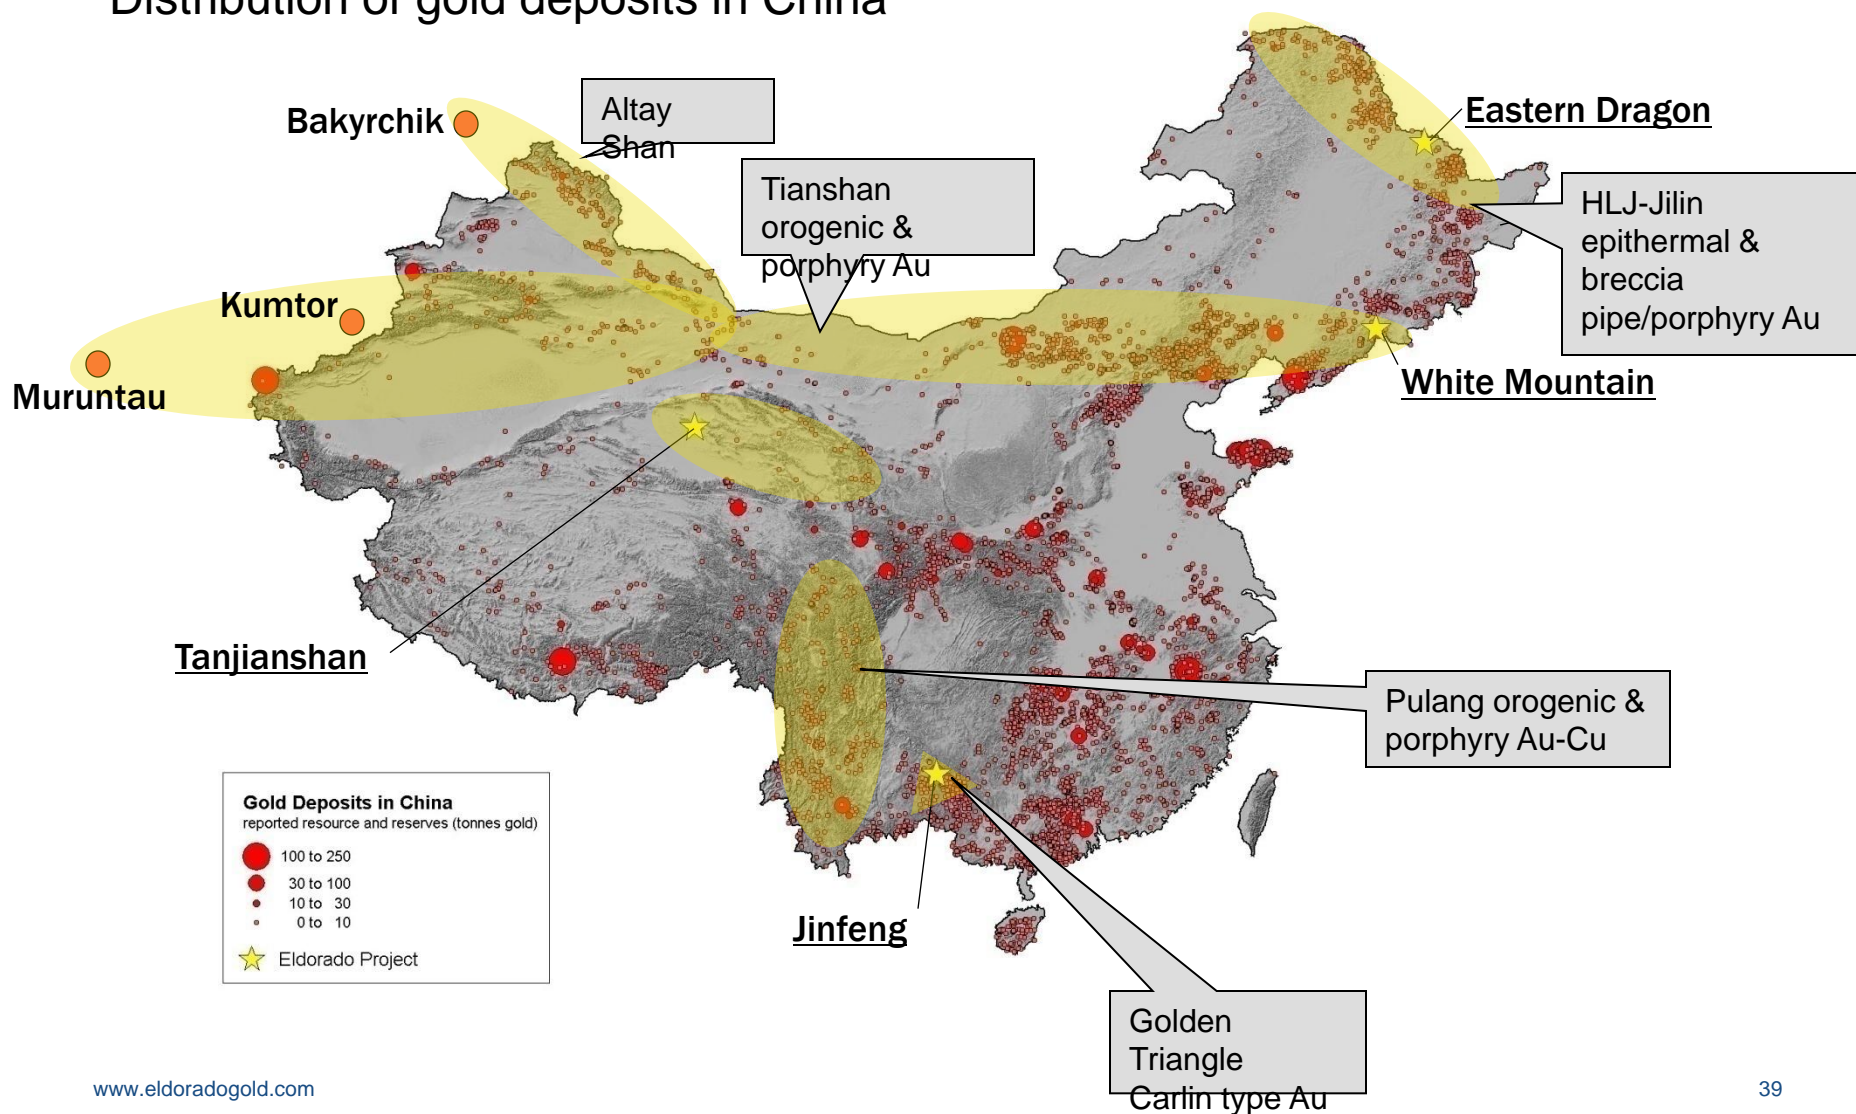 Distribution of gold deposits in China
Bakyrchik
Altay
Shan
Eastern Dragon
Tianshan
orogenic &
porphyry Au
HLJ-Jilin
epithermal &
breccia
pipe/porphyry Au
Kumtor
Muruntau
White Mountain
Tanjianshan
Pulang orogenic &
porphyry Au-Cu
Gold Deposits in China
reported resource and reserves (tonnes gold)
100 to 250
30 to 100
10 to 30
0 to 10
Eldorado Project
Jinfeng
Golden
Triangle
Carlin type Au
www.eldoradogold.com
39